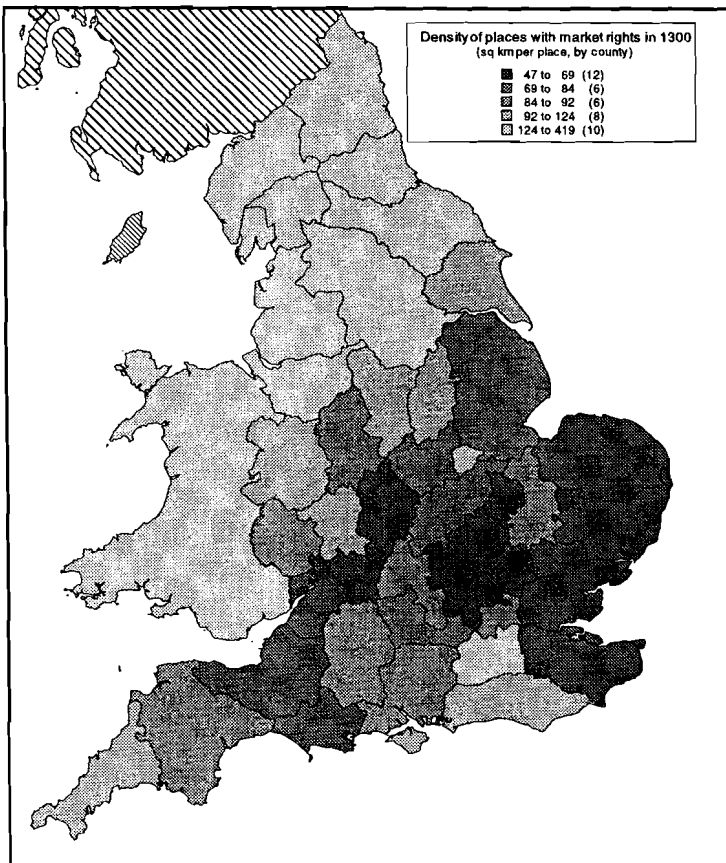 Density of places with market rights in 1300
(sq km per place, by county)
47 to 69 (12)
69 to 84 (6)
84 to 92 (6)
92 to 124 (8)
124 to 419 (10)